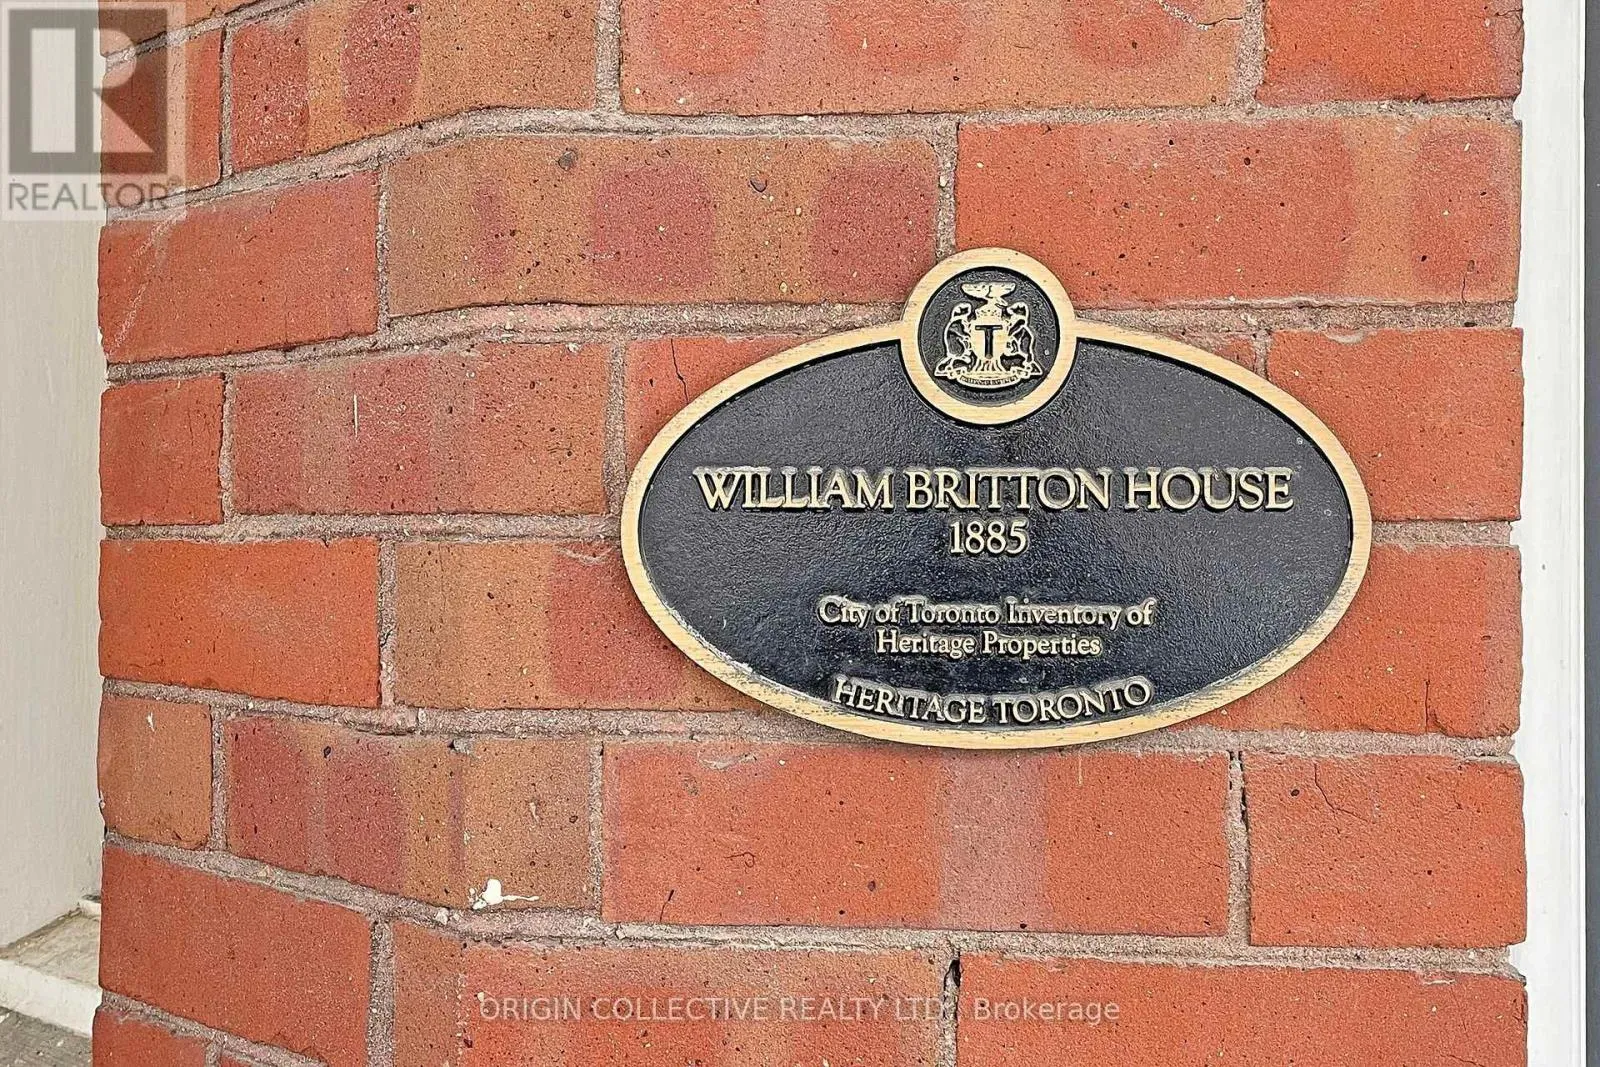 REALTOR
WILLIAM BRITTON HOUSE
1885
City of Toronto Inventory of
Heritage Properties
HERITAGE TORONTO
ORIGIN COLLECTIVE REALTY LTD., Brokerage